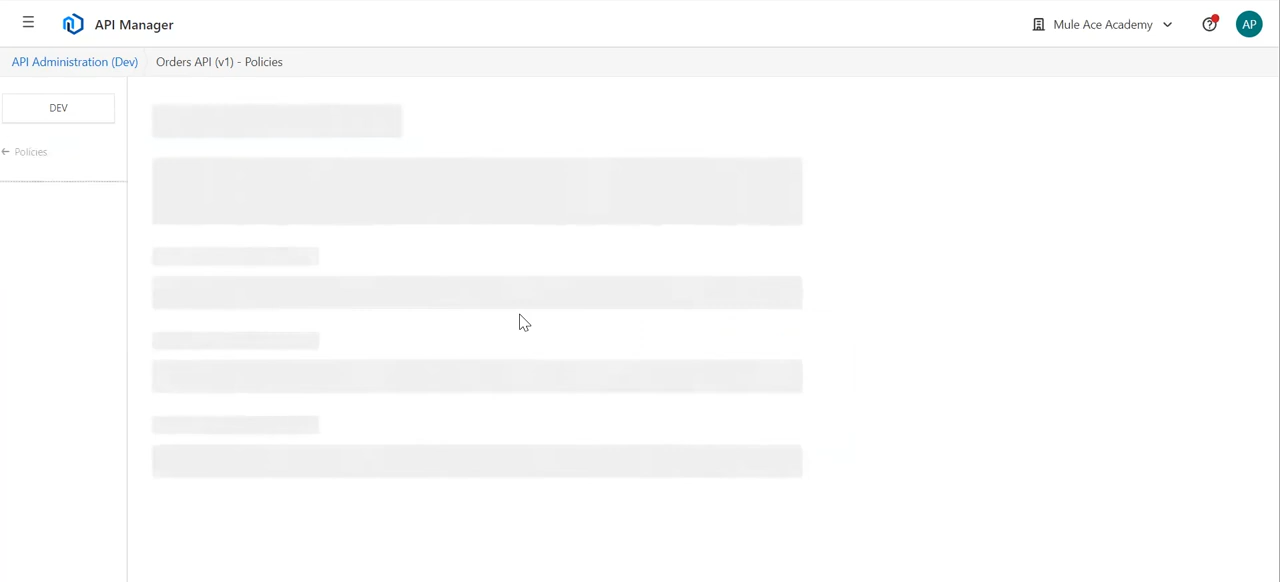 API Manager
Mule Ace Academy
AP
API Administration (Dev)
Orders API (v1) - Policies
DEV
Policies